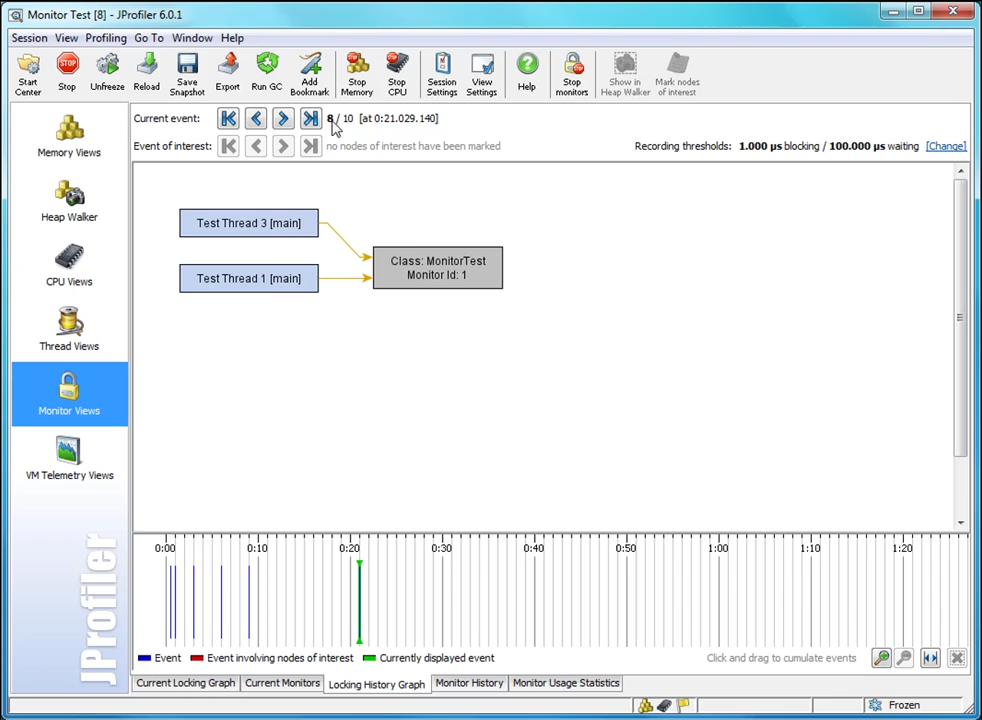 Monitor Test [8] - JProfiler 6.0.1
Session View Profiling Go To Window Help
Start Center
Stop
Unfreeze
Reload
Save Snapshot
Export
Run GC
Add Bookmark
Stop Memory
Stop CPU
Session Settings
View Settings
Help
Stop monitors
Show in Heap Walker
Mark nodes of interest
Current event: 8 / 10 [at 0:21.029.140]
Event of interest: no nodes of interest have been marked
Recording thresholds: 1.000 µs blocking / 100.000 µs waiting [Change]
Memory Views
Heap Walker
CPU Views
Thread Views
Monitor Views
VM Telemetry Views
JProfiler
Test Thread 3 [main]
Test Thread 1 [main]
Class: MonitorTest
Monitor Id: 1
0:00 0:10 0:20 0:30 0:40 0:50 1:00 1:10 1:20
Event Event involving nodes of interest Currently displayed event Click and drag to cumulate events
Current Locking Graph Current Monitors Locking History Graph Monitor History Monitor Usage Statistics
Frozen